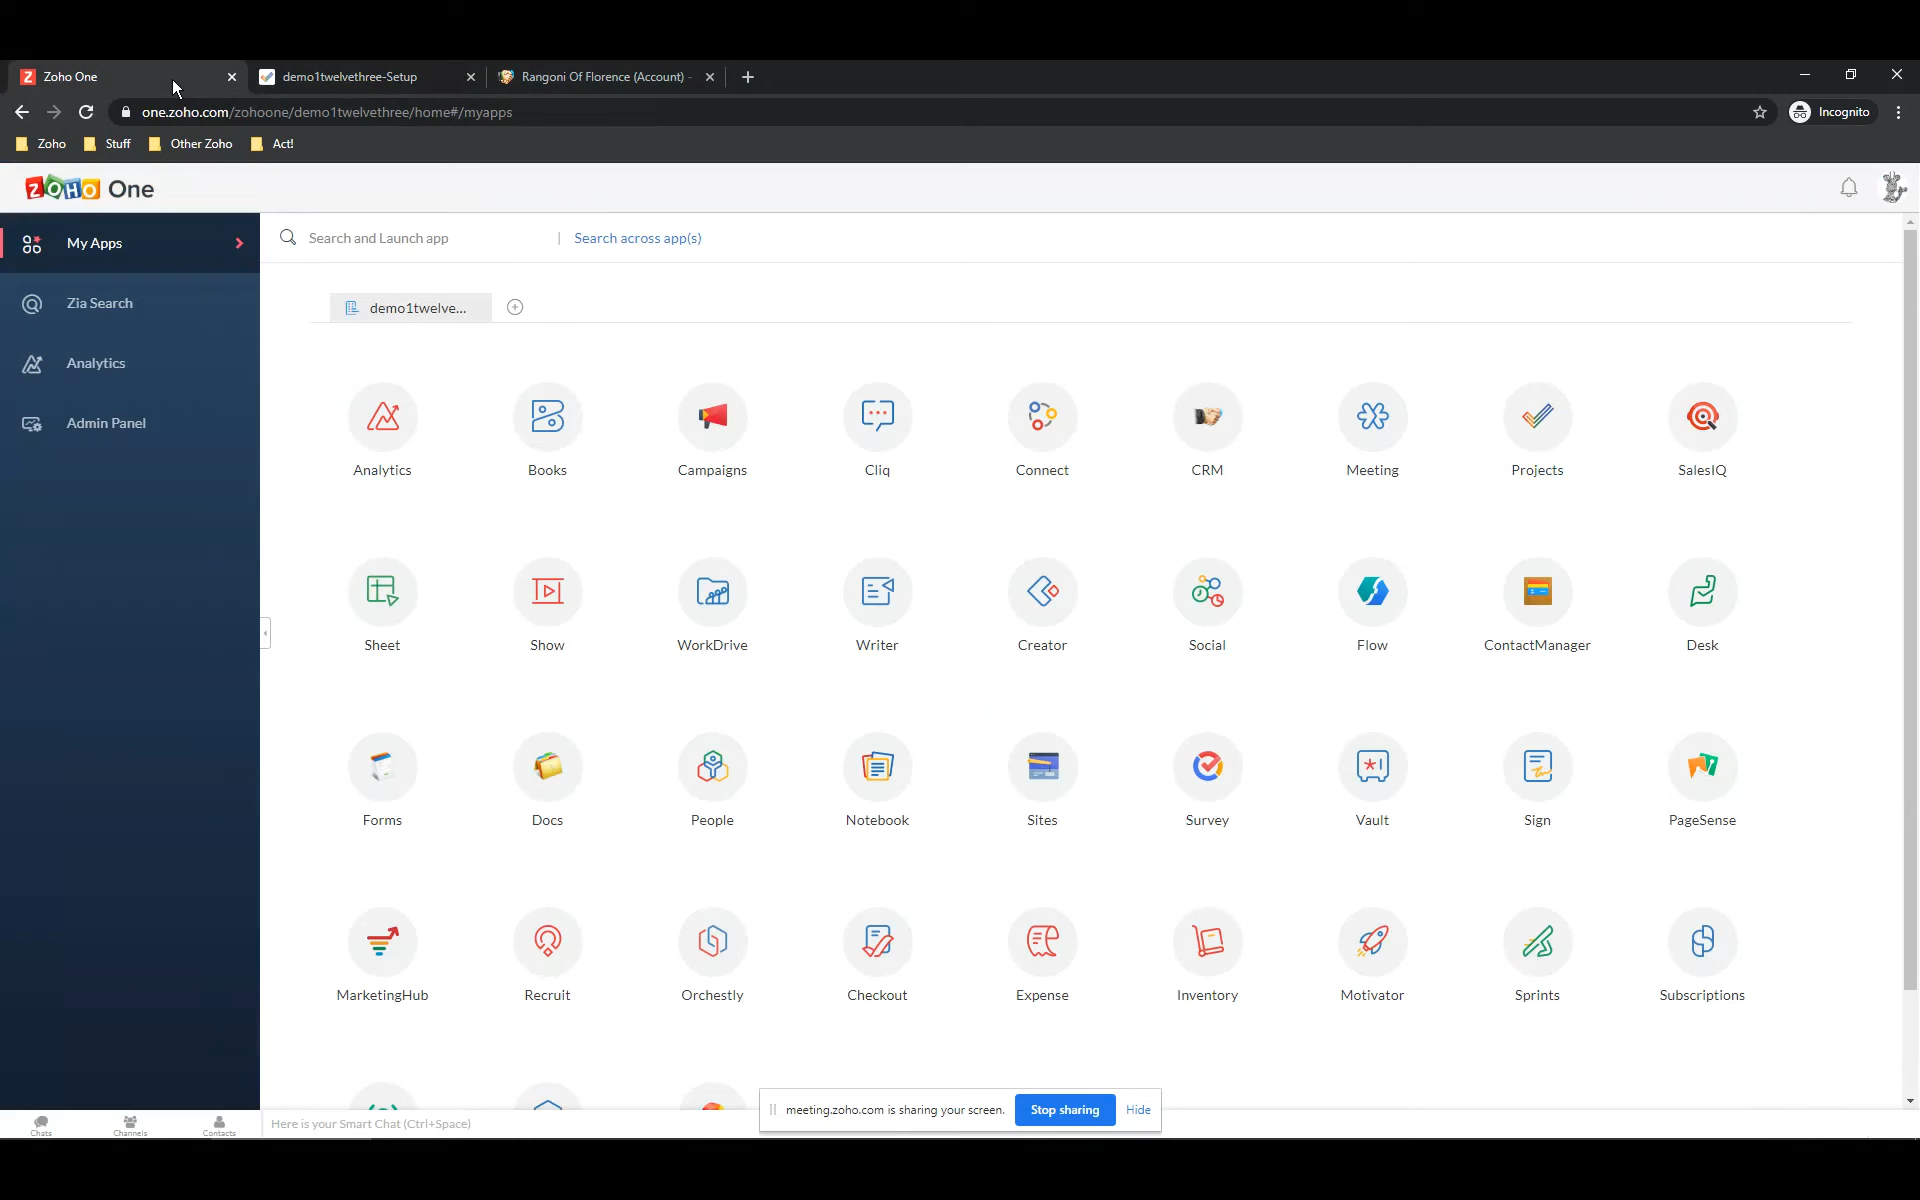 Zoho One
demo1twelvethree-Setup
Rangoni Of Florence (Account) -
one.zoho.com/zohoone/demo1twelvethree/home#/myapps
Incognito
Zoho Stuff Other Zoho Act!
ZOHO One
My Apps
Zia Search
Analytics
Admin Panel
Search and Launch app | Search across app(s)
demo1twelve...
Analytics Books Campaigns Cliq Connect CRM Meeting Projects SalesIQ
Sheet Show WorkDrive Writer Creator Social Flow ContactManager Desk
Forms Docs People Notebook Sites Survey Vault Sign PageSense
MarketingHub Recruit Orchestly Checkout Expense Inventory Motivator Sprints Subscriptions
meeting.zoho.com is sharing your screen. Stop sharing Hide
Chats Channels Contacts Here is your Smart Chat (Ctrl+Space)